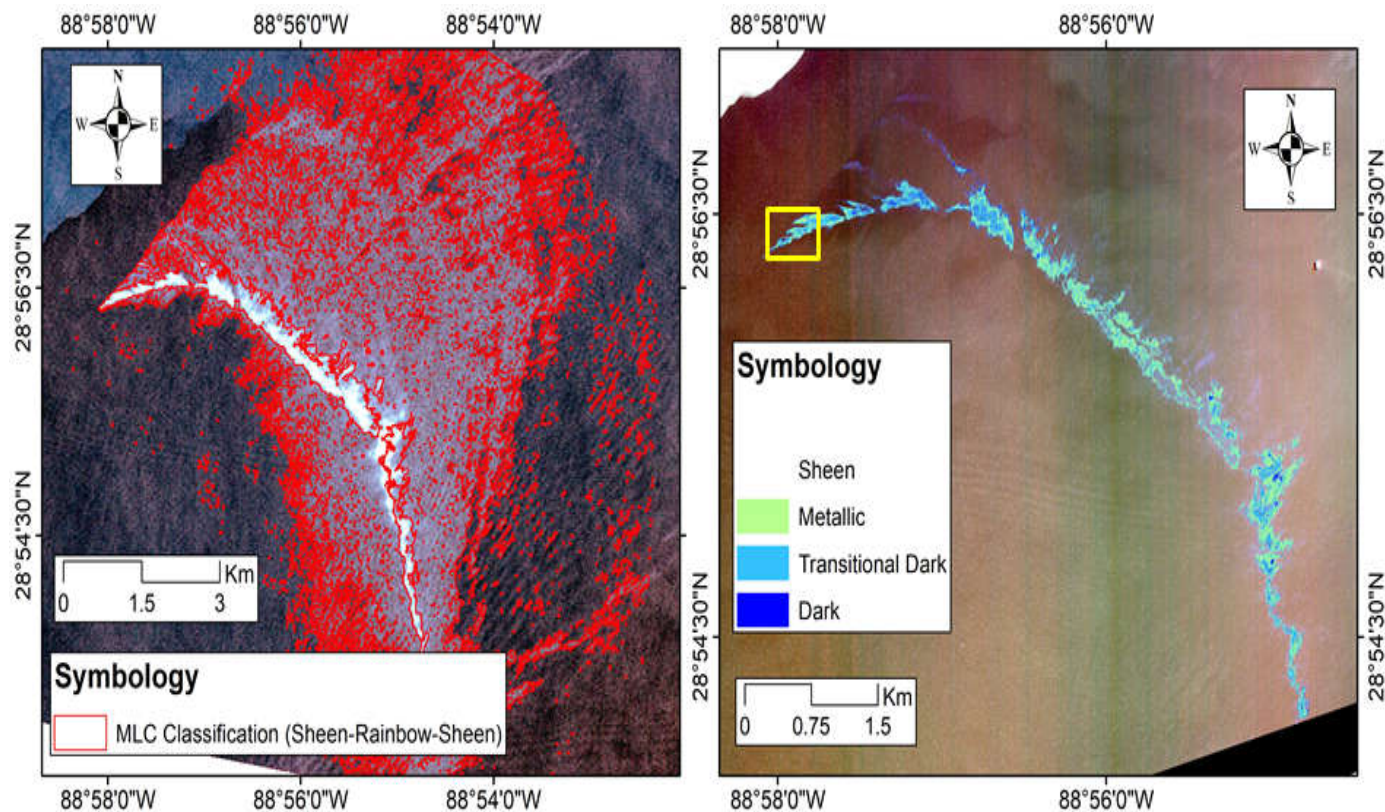 88°58'0"W 88°56'0"W 88°54'0"W
N
W E
S
28°56'30"N
28°54'30"N
Km
0 1.5 3
Symbology
MLC Classification (Sheen-Rainbow-Sheen)
88°58'0"W 88°56'0"W 88°54'0"W
88°58'0"W 88°56'0"W
N
W E
S
28°56'30"N
28°56'30"N
Symbology
Sheen
Metallic
Transitional Dark
Dark
28°54'30"N
28°54'30"N
Km
0 0.75 1.5
88°58'0"W 88°56'0"W